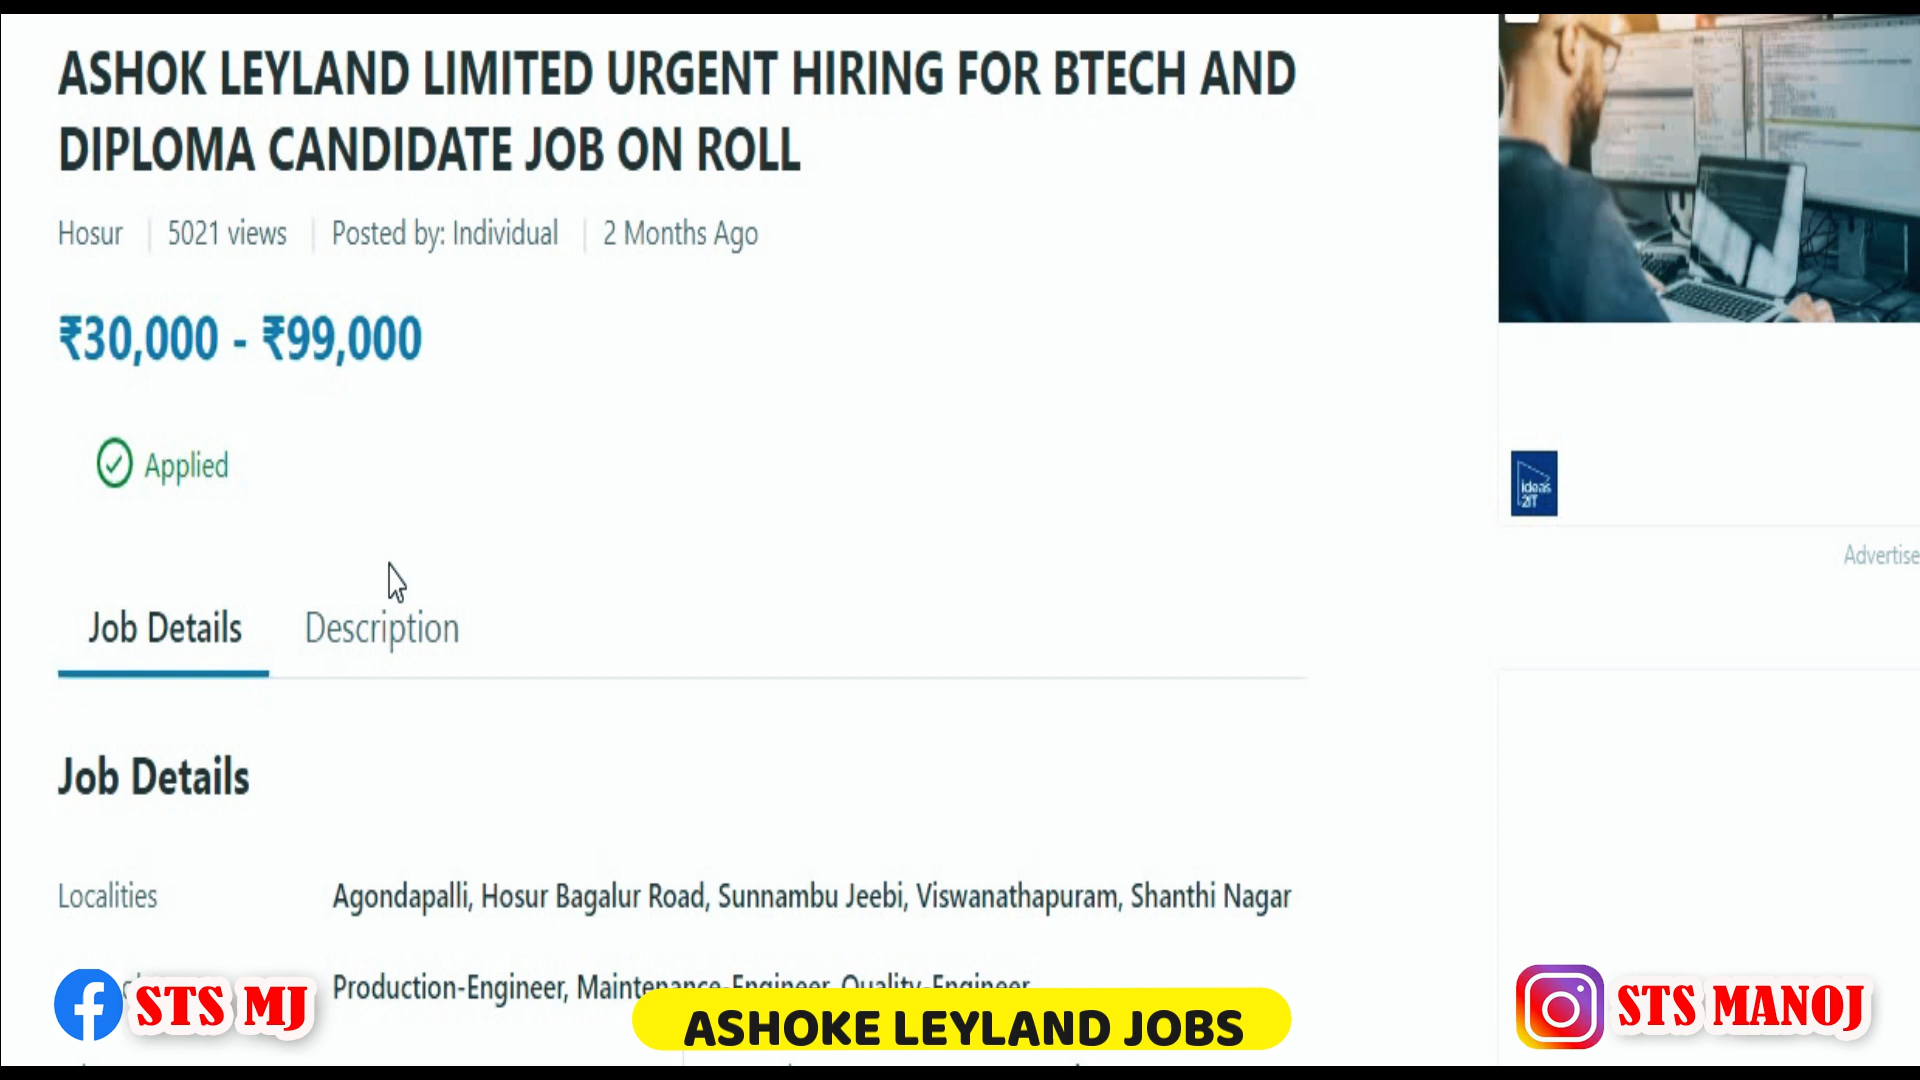 ASHOK LEYLAND LIMITED URGENT HIRING FOR BTECH AND
DIPLOMA CANDIDATE JOB ON ROLL
Hosur | 5021 views | Posted by: Individual | 2 Months Ago
₹30,000 - ₹99,000
Applied
ideas
2IT
Advertise
Job Details Description
Job Details
Localities Agondapalli, Hosur Bagalur Road, Sunnambu Jeebi, Viswanathapuram, Shanthi Nagar
Production-Engineer, Maintenance-Engineer, Quality-Engineer
STS MJ
ASHOKE LEYLAND JOBS
STS MANOJ